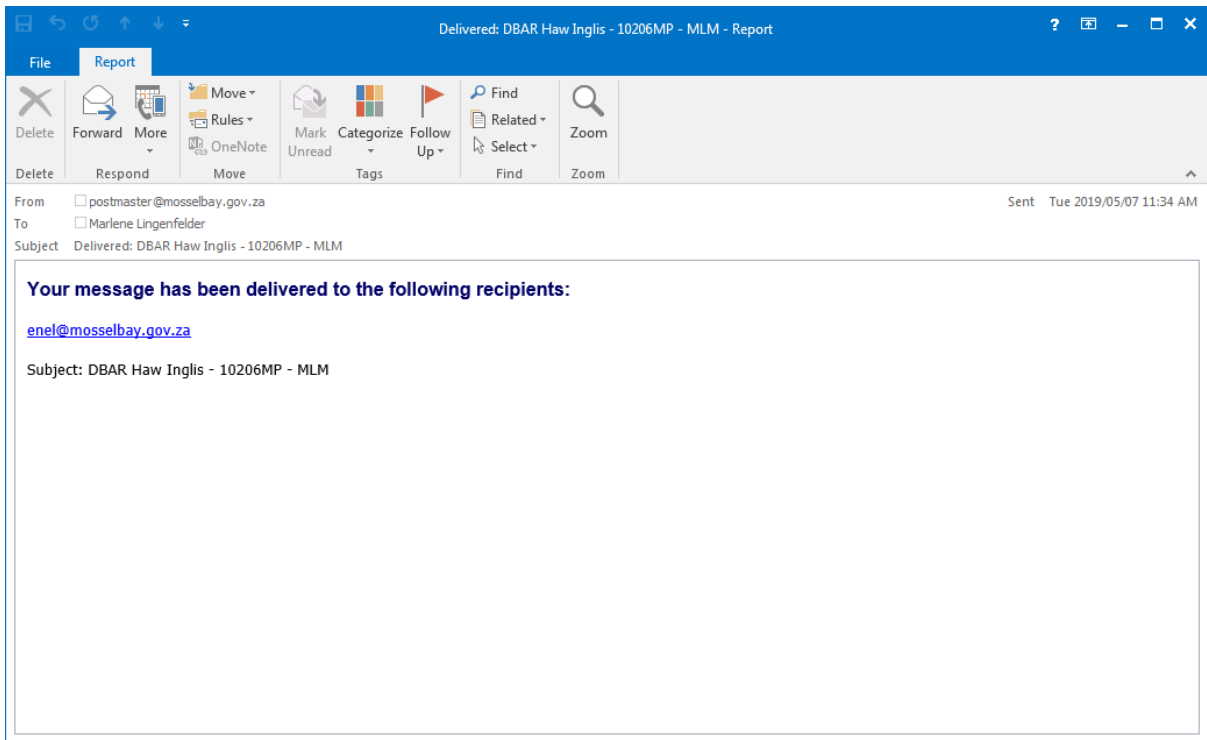 Delivered: DBAR Haw Inglis - 10206MP - MLM - Report
?
File Report
Delete Forward More Move Rules OneNote Mark Unread Categorize Follow Up Find Related Select Zoom
Delete Respond Move Tags Find Zoom
From postmaster@mosselbay.gov.za Sent Tue 2019/05/07 11:34 AM
To Marlene Lingenfelder
Subject Delivered: DBAR Haw Inglis - 10206MP - MLM
Your message has been delivered to the following recipients:
enel@mosselbay.gov.za
Subject: DBAR Haw Inglis - 10206MP - MLM